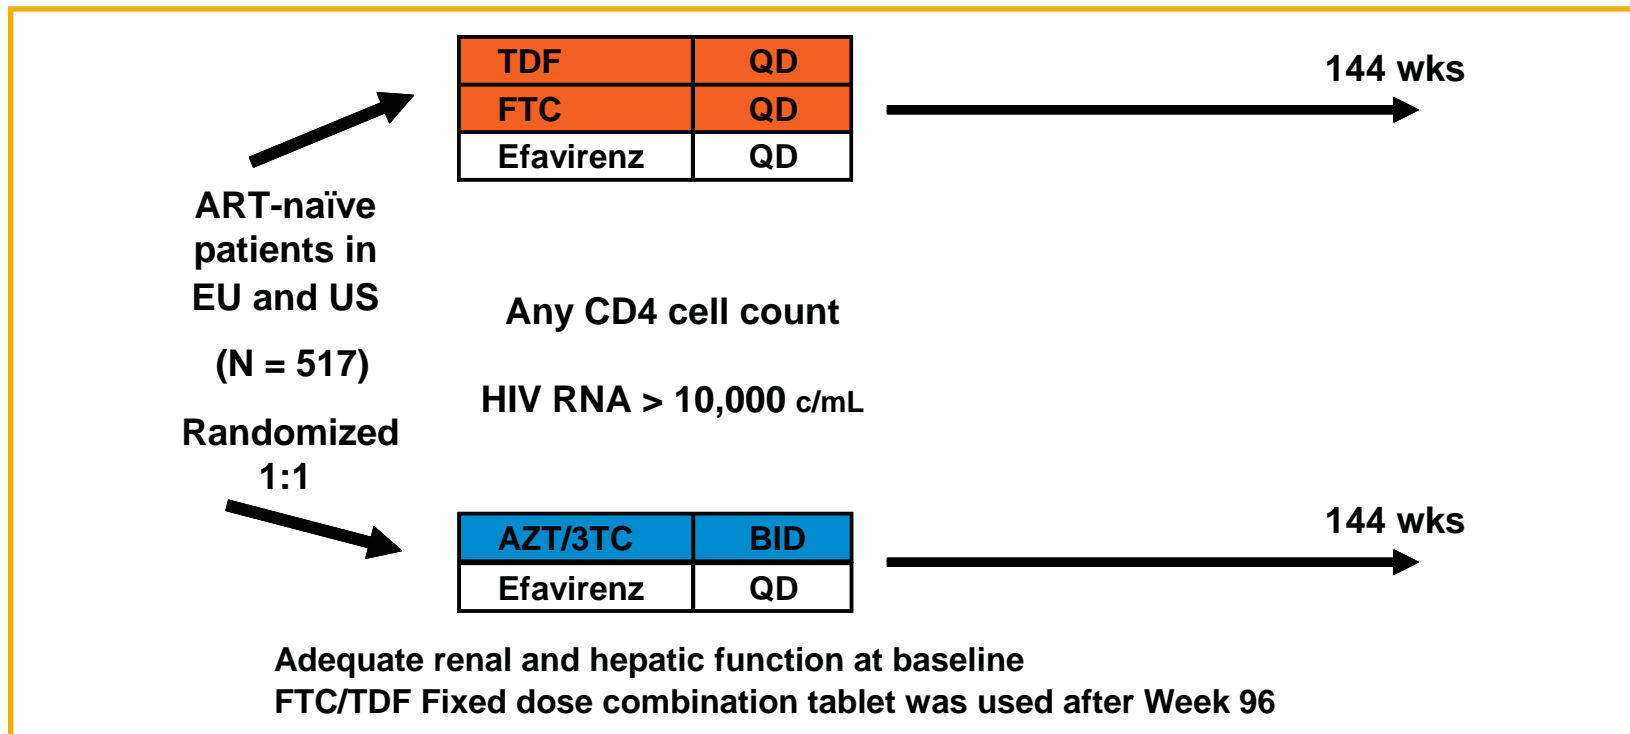 TDF QD
FTC QD
Efavirenz QD
144 wks
ART-naïve
patients in
EU and US
(N = 517)
Randomized
1:1
Any CD4 cell count
HIV RNA > 10,000 c/mL
AZT/3TC BID
Efavirenz QD
144 wks
Adequate renal and hepatic function at baseline
FTC/TDF Fixed dose combination tablet was used after Week 96